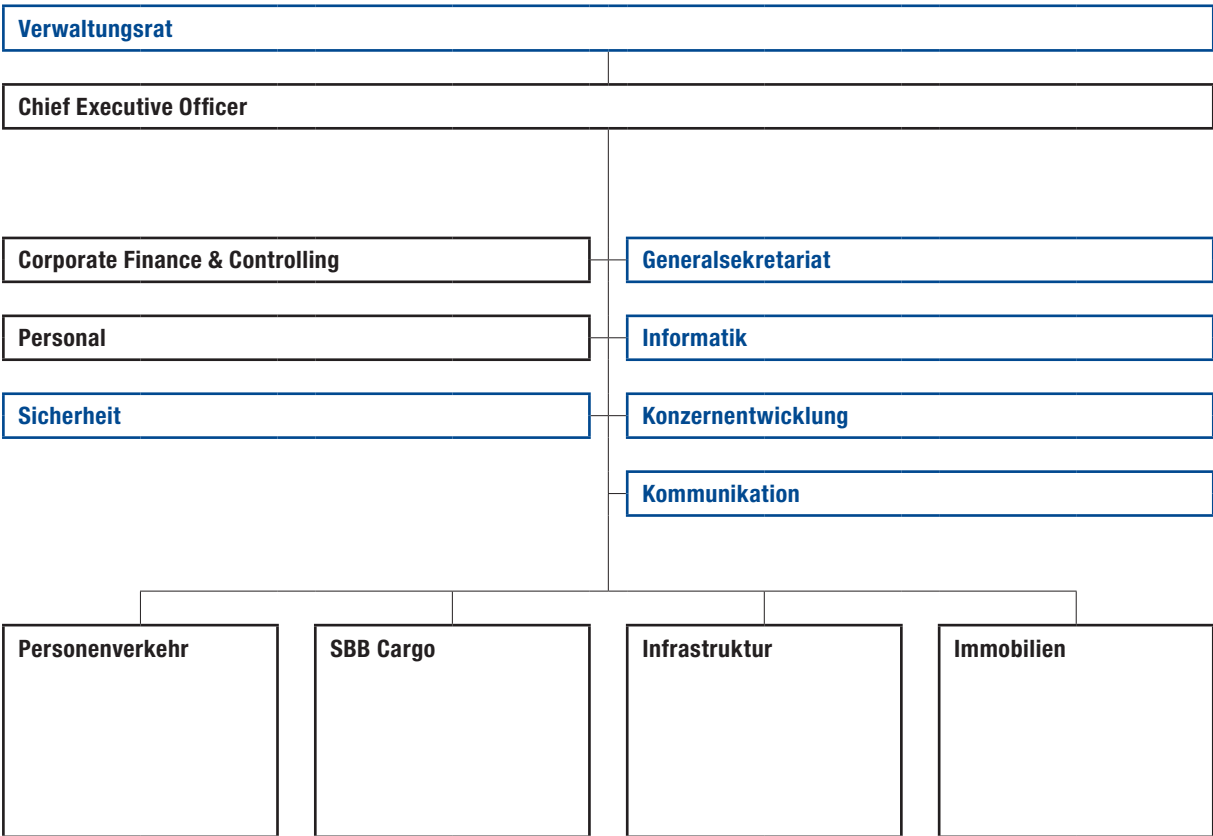 Verwaltungsrat
Chief Executive Officer
Corporate Finance & Controlling
Generalsekretariat
Personal
Informatik
Sicherheit
Konzernentwicklung
Kommunikation
Personenverkehr
SBB Cargo
Infrastruktur
Immobilien